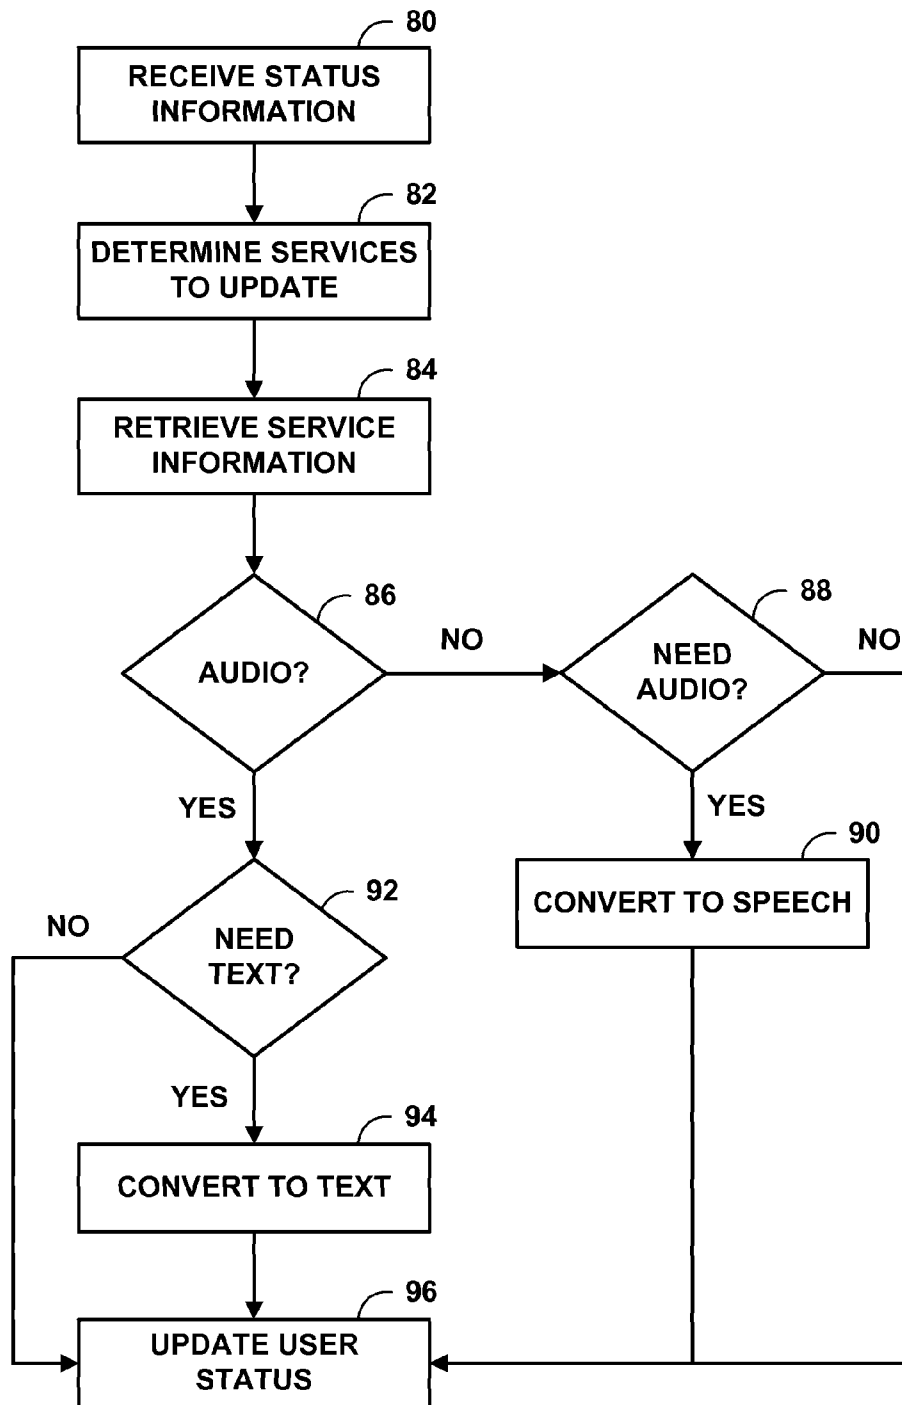 80
RECEIVE STATUS
INFORMATION
82
DETERMINE SERVICES
TO UPDATE
84
RETRIEVE SERVICE
INFORMATION
86
AUDIO?
NO
88
NEED
AUDIO?
NO
YES
YES
90
CONVERT TO SPEECH
92
NEED
TEXT?
NO
YES
94
CONVERT TO TEXT
96
UPDATE USER
STATUS